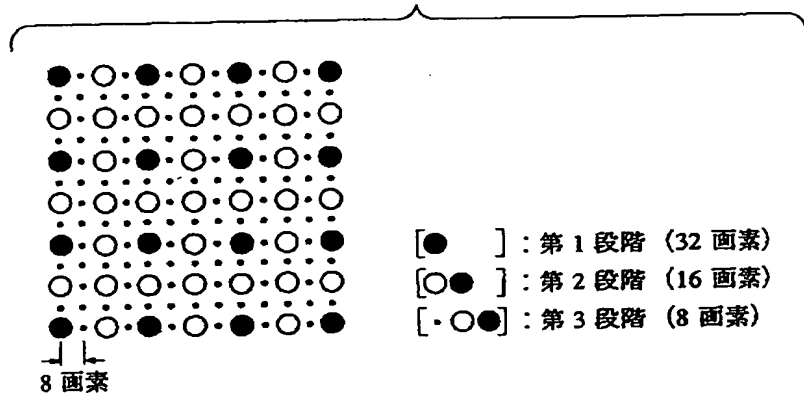 [● ] : 第 1 段階 (32 画素)
[○●] : 第 2 段階 (16 画素)
[・○●] : 第 3 段階 (8 画素)
8 画素